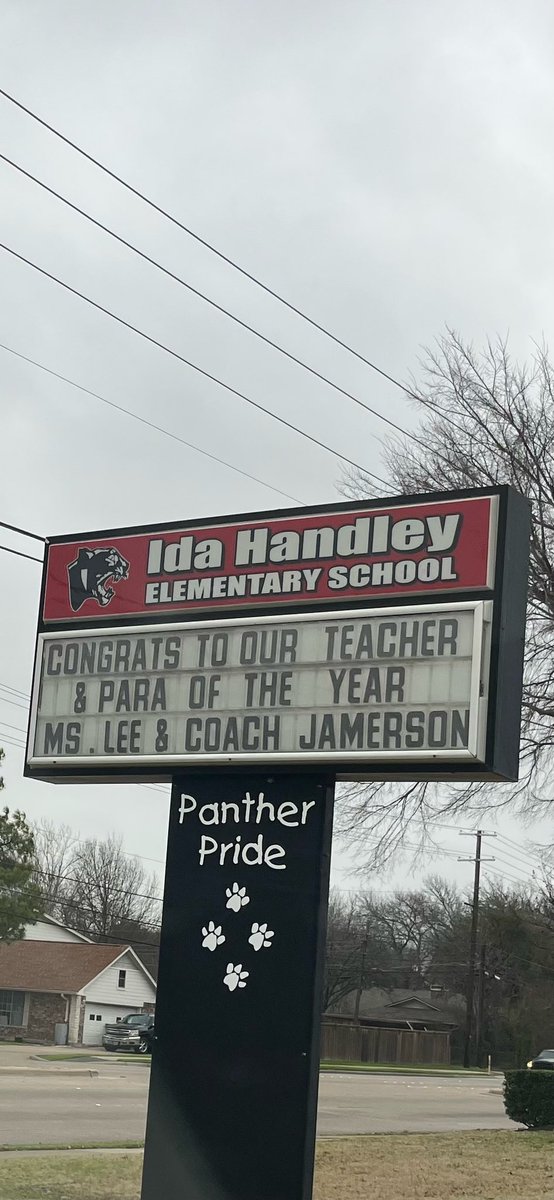 Ida Handley
ELEMENTARY SCHOOL
CONGRATS TO OUR TEACHER
& PARA OF THE YEAR
MS. LEE & COACH JAMERSON
Panther
Pride